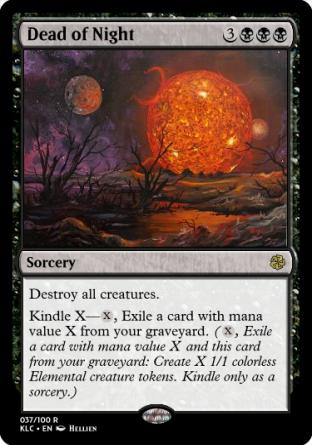 Dead of Night 3
Sorcery
Destroy all creatures.
Kindle X—X, Exile a card with mana
value X from your graveyard. (X, Exile
a card with mana value X and this card
from your graveyard: Create X 1/1 colorless
Elemental creature tokens. Kindle only as a
sorcery.)
037/100 R
KLC • EN HELLIEN